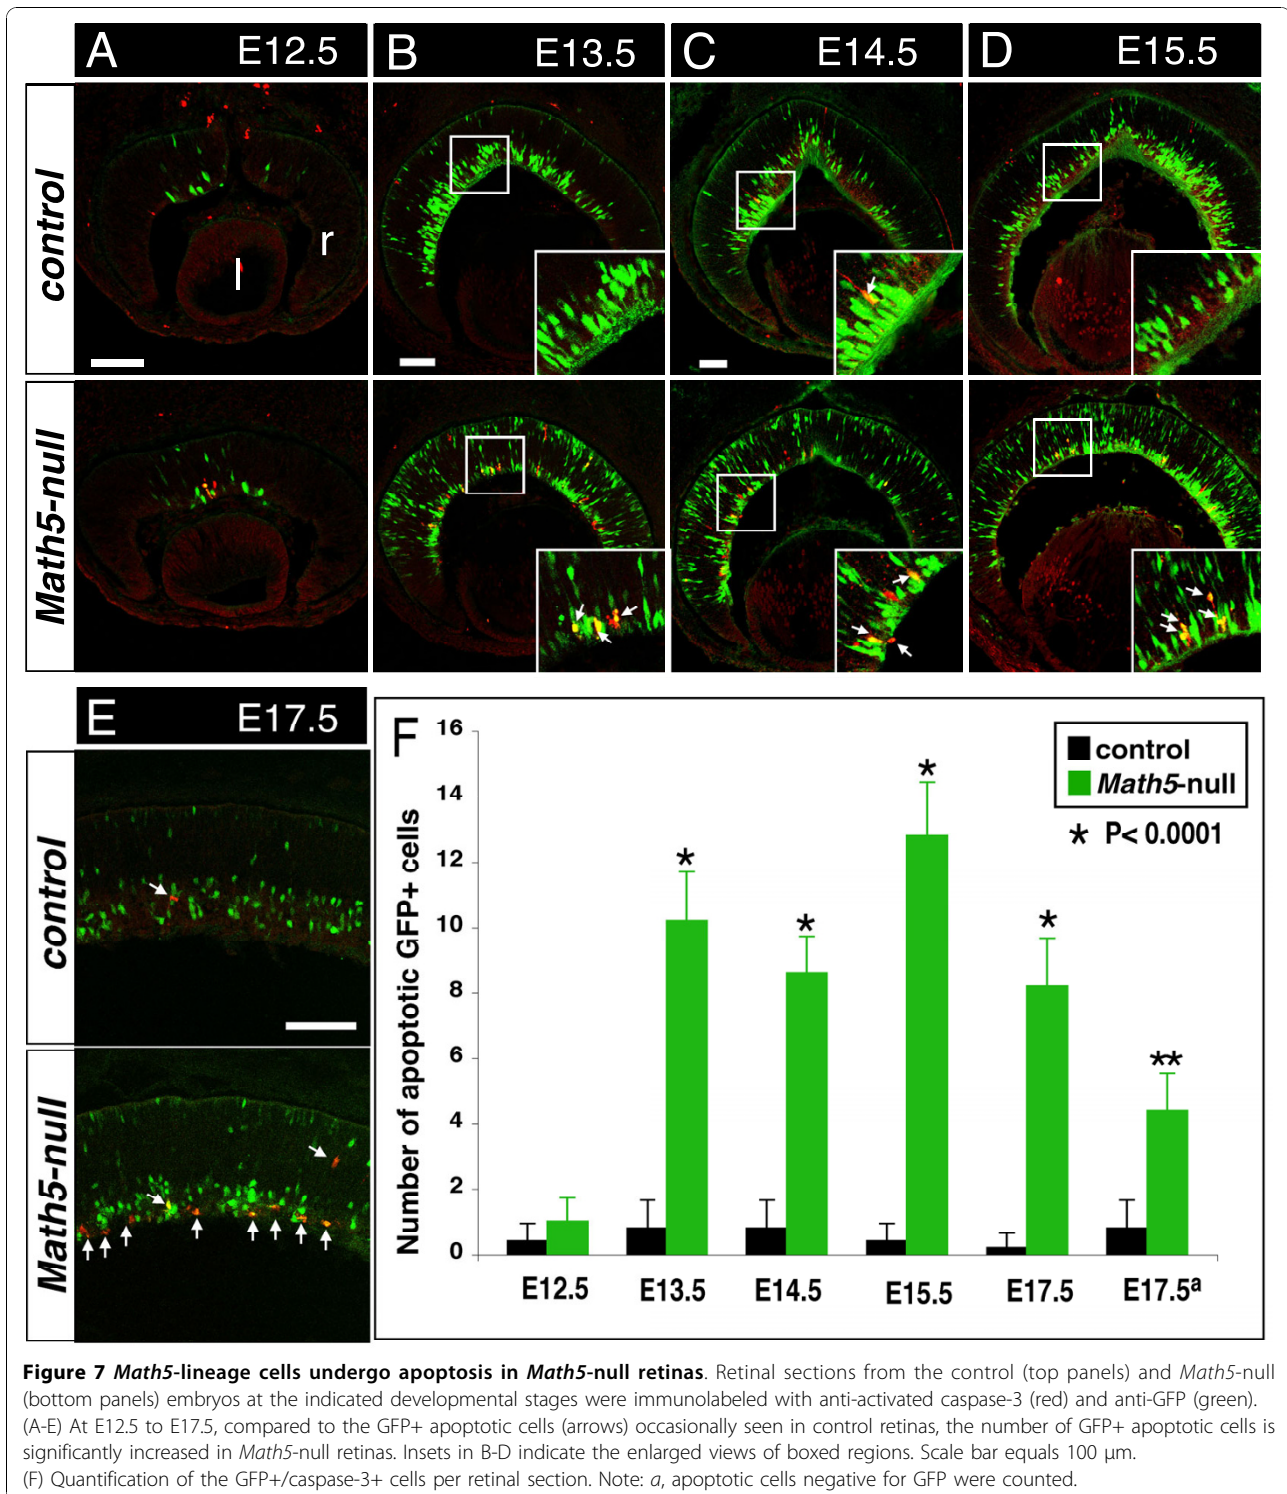 A E12.5
B E13.5
C E14.5
D E15.5
control
r
l
Math5-null
E E17.5
control
Math5-null
F
16
14
12
10
8
6
4
2
0
Number of apoptotic GFP+ cells
control
Math5-null
* P< 0.0001
*
*
*
*
**
E12.5
E13.5
E14.5
E15.5
E17.5
E17.5a
Figure 7 Math5-lineage cells undergo apoptosis in Math5-null retinas. Retinal sections from the control (top panels) and Math5-null
(bottom panels) embryos at the indicated developmental stages were immunolabeled with anti-activated caspase-3 (red) and anti-GFP (green).
(A-E) At E12.5 to E17.5, compared to the GFP+ apoptotic cells (arrows) occasionally seen in control retinas, the number of GFP+ apoptotic cells is
significantly increased in Math5-null retinas. Insets in B-D indicate the enlarged views of boxed regions. Scale bar equals 100 μm.
(F) Quantification of the GFP+/caspase-3+ cells per retinal section. Note: a, apoptotic cells negative for GFP were counted.